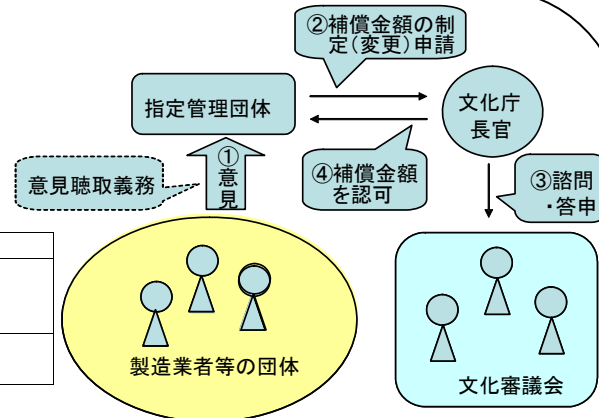 ②補償金額の制
定(変更)申請
指定管理団体
文化庁
長官
①
意
見
意見聴取義務
④補償金額
を認可
③諮問
・答申
製造業者等の団体
文化審議会